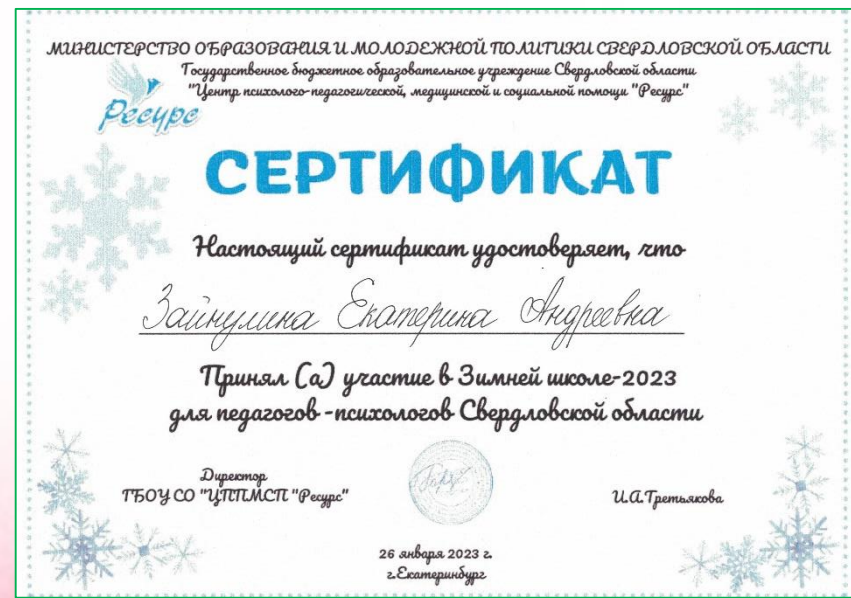 МИНИСТЕРСТВО ОБРАЗОВАНИЯ И МОЛОДЕЖНОЙ ПОЛИТИКИ СВЕРДЛОВСКОЙ ОБЛАСТИ
Государственное бюджетное образовательное учреждение Свердловской области
"Центр психолого-педагогической, медицинской и социальной помощи "Ресурс"
Ресурс
СЕРТИФИКАТ
Настоящий сертификат удостоверяет, что
Зайнулина Екатерина Андреевна
Принял (а) участие в Зимней школе-2023
для педагогов -психологов Свердловской области
Директор
ГБОУ СО "ЦППМСП "Ресурс"
И.А.Третьякова
26 января 2023 г.
г.Екатеринбург